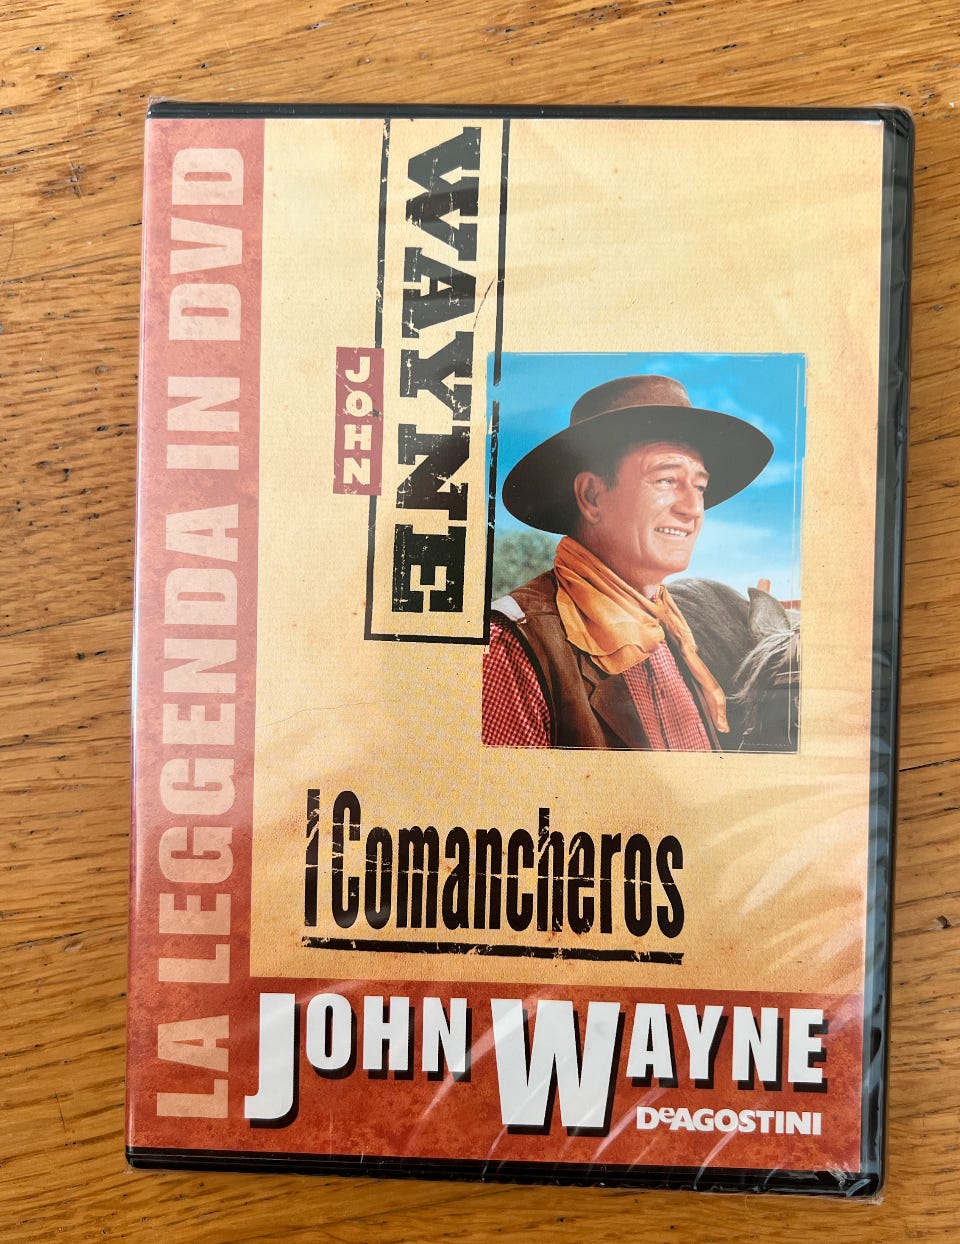 LA LEGGENDA IN DVD
WAYNE
JOHN
I Comancheros
JOHN WAYNE
DeAGOSTINI